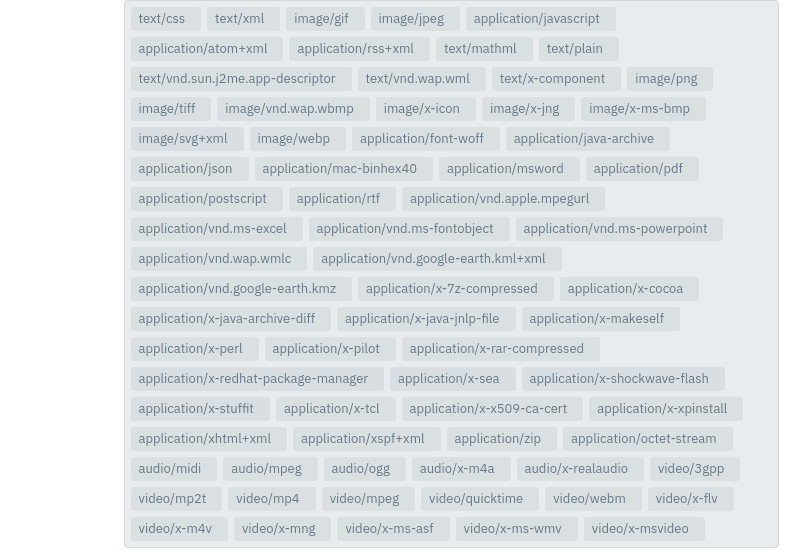 text/css text/xml image/gif image/jpeg application/javascript
application/atom+xml application/rss+xml text/mathml text/plain
text/vnd.sun.j2me.app-descriptor text/vnd.wap.wml text/x-component image/png
image/tiff image/vnd.wap.wbmp image/x-icon image/x-jng image/x-ms-bmp
image/svg+xml image/webp application/font-woff application/java-archive
application/json application/mac-binhex40 application/msword application/pdf
application/postscript application/rtf application/vnd.apple.mpegurl
application/vnd.ms-excel application/vnd.ms-fontobject application/vnd.ms-powerpoint
application/vnd.wap.wmlc application/vnd.google-earth.kml+xml
application/vnd.google-earth.kmz application/x-7z-compressed application/x-cocoa
application/x-java-archive-diff application/x-java-jnlp-file application/x-makeself
application/x-perl application/x-pilot application/x-rar-compressed
application/x-redhat-package-manager application/x-sea application/x-shockwave-flash
application/x-stuffit application/x-tcl application/x-x509-ca-cert application/x-xpinstall
application/xhtml+xml application/xspf+xml application/zip application/octet-stream
audio/midi audio/mpeg audio/ogg audio/x-m4a audio/x-realaudio video/3gpp
video/mp2t video/mp4 video/mpeg video/quicktime video/webm video/x-flv
video/x-m4v video/x-mng video/x-ms-asf video/x-ms-wmv video/x-msvideo